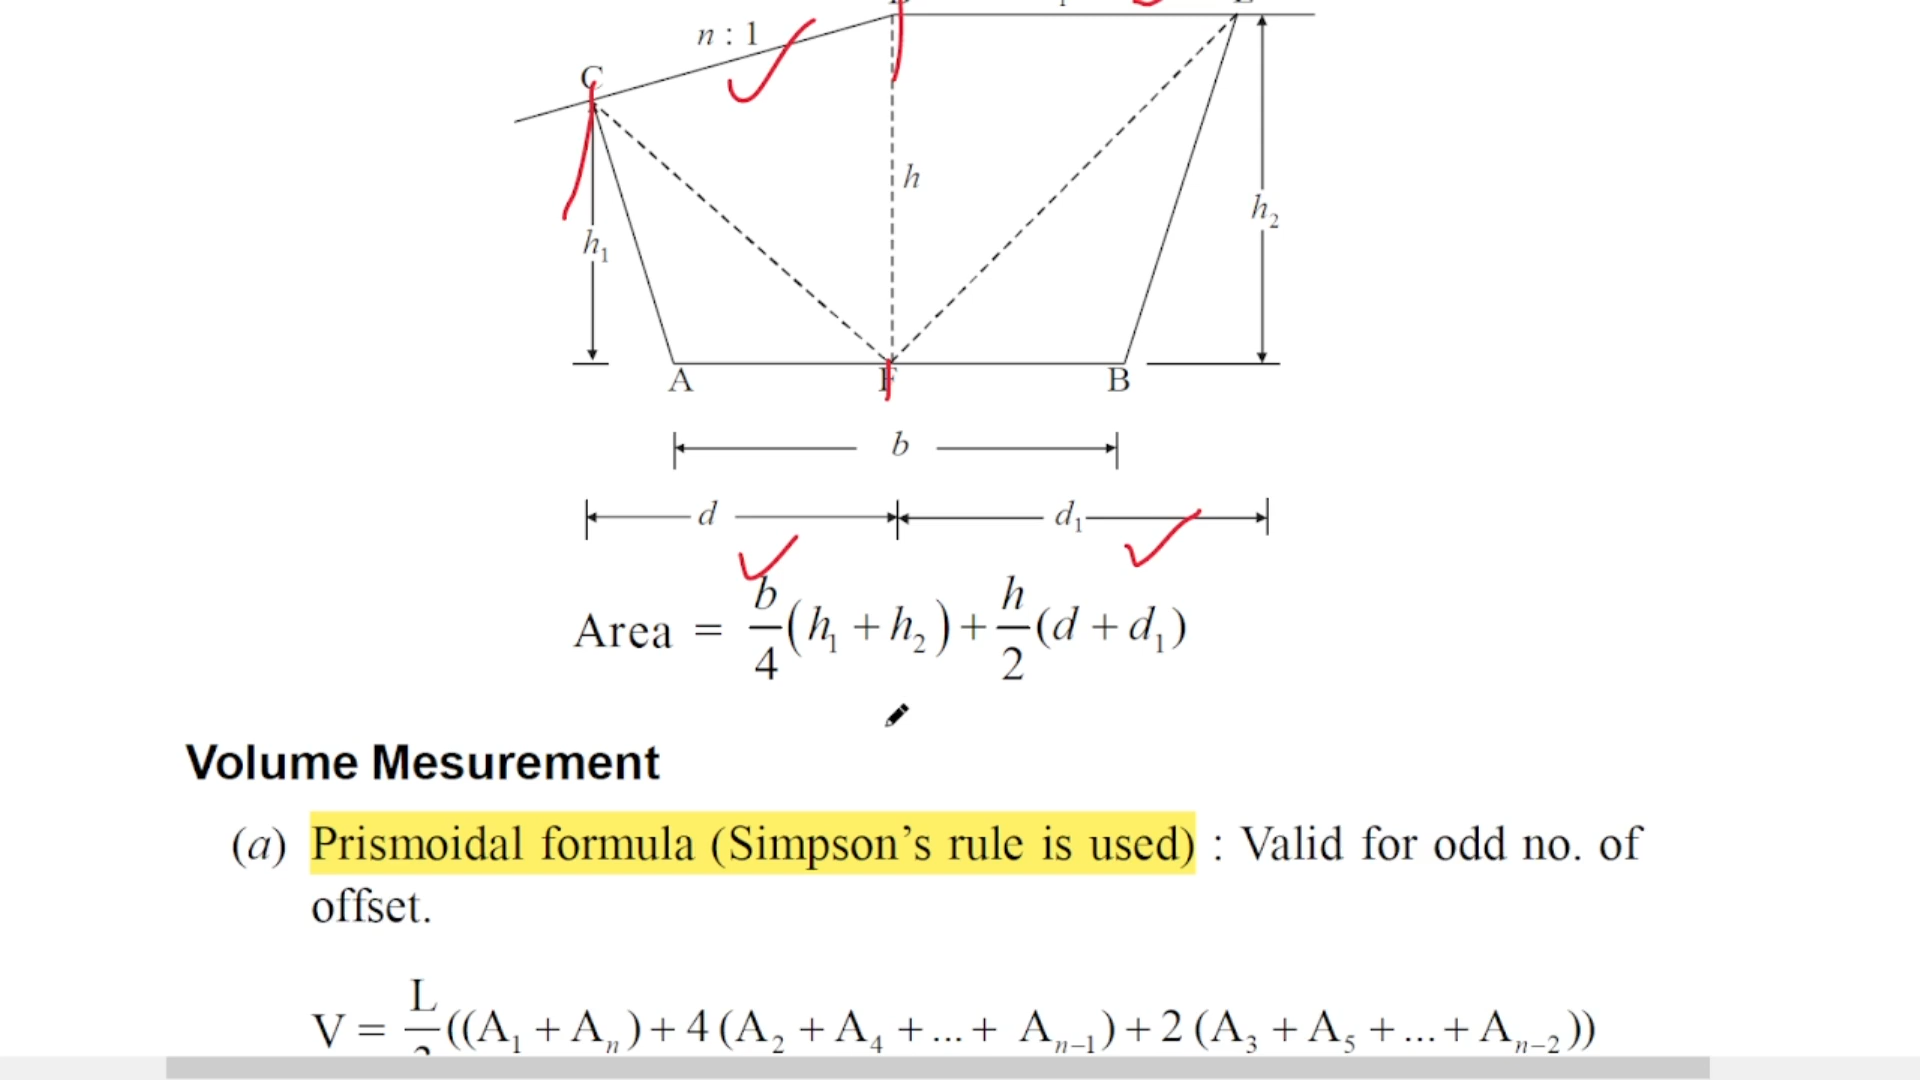 n : 1
C
h
h₂
h₁
A F B
b
d d₁
Area = b/4 (h₁ + h₂) + h/2 (d + d₁)
Volume Mesurement
(a) Prismoidal formula (Simpson’s rule is used) : Valid for odd no. of
offset.
V = L/ ((A₁ + Aₙ) + 4 (A₂ + A₄ + ... + Aₙ₋₁) + 2 (A₃ + A₅ + ... + Aₙ₋₂))